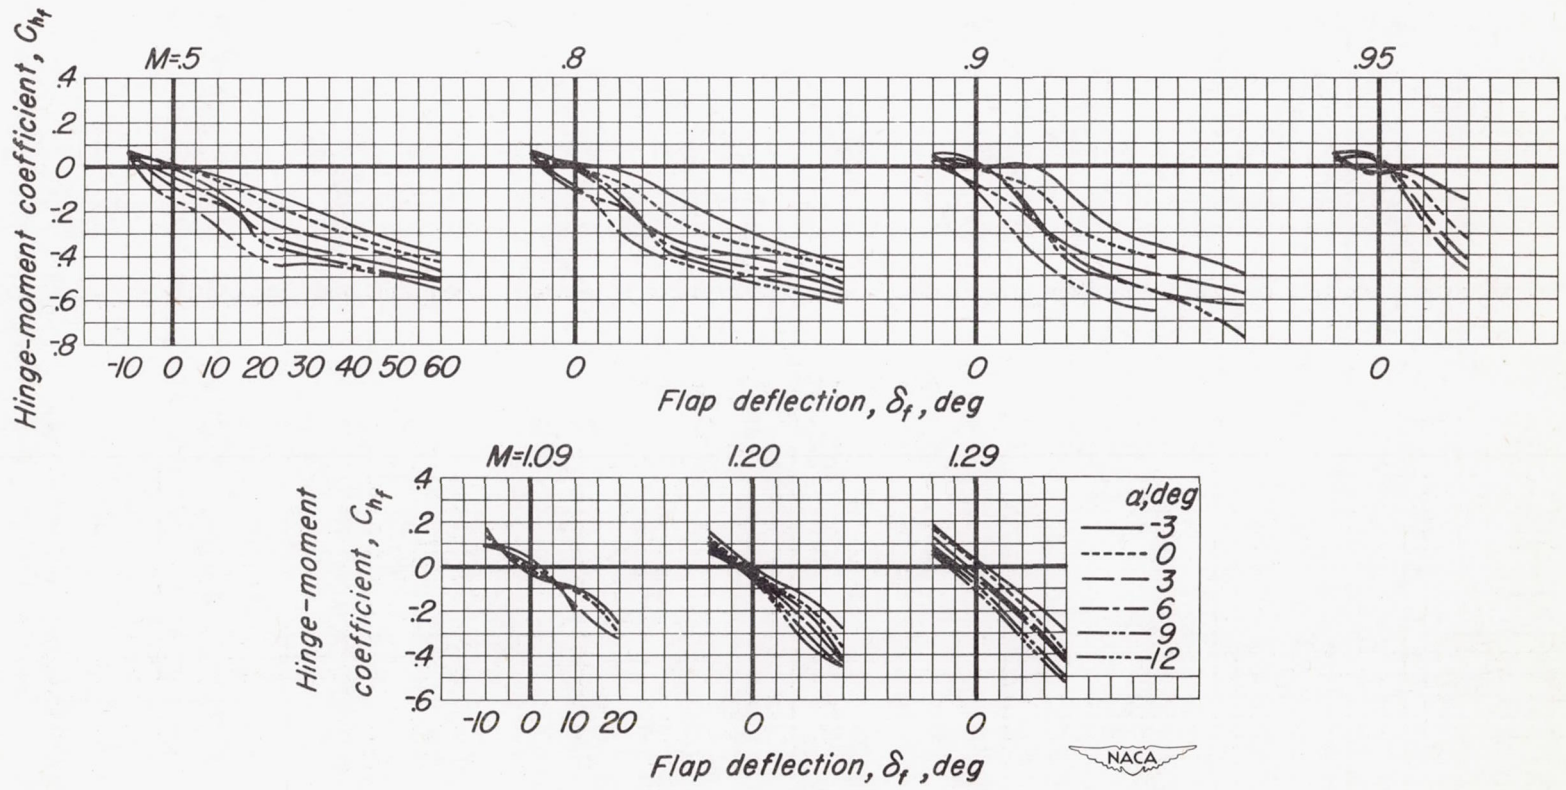 Hinge-moment coefficient, Chf
M=.5 .8 .9 .95
.4
.2
0
-.2
-.4
-.6
-.8
-10 0 10 20 30 40 50 60 0 0 0
Flap deflection, δf, deg
M=1.09 1.20 1.29
Hinge-moment
coefficient, Chf
.4
.2
0
-.2
-.4
-.6
α, deg
-3
0
3
6
9
12
-10 0 10 20 0 0
Flap deflection, δf, deg
NACA